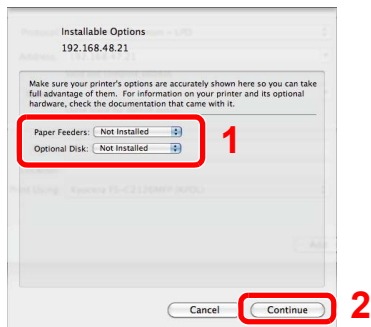 Installable Options
192.168.48.21
Make sure your printer's options are accurately shown here so you can take
full advantage of them. For information on your printer and its optional
hardware, check the documentation that came with it.
Paper Feeders: Not Installed
1
Optional Disk: Not Installed
Cancel
Continue
2